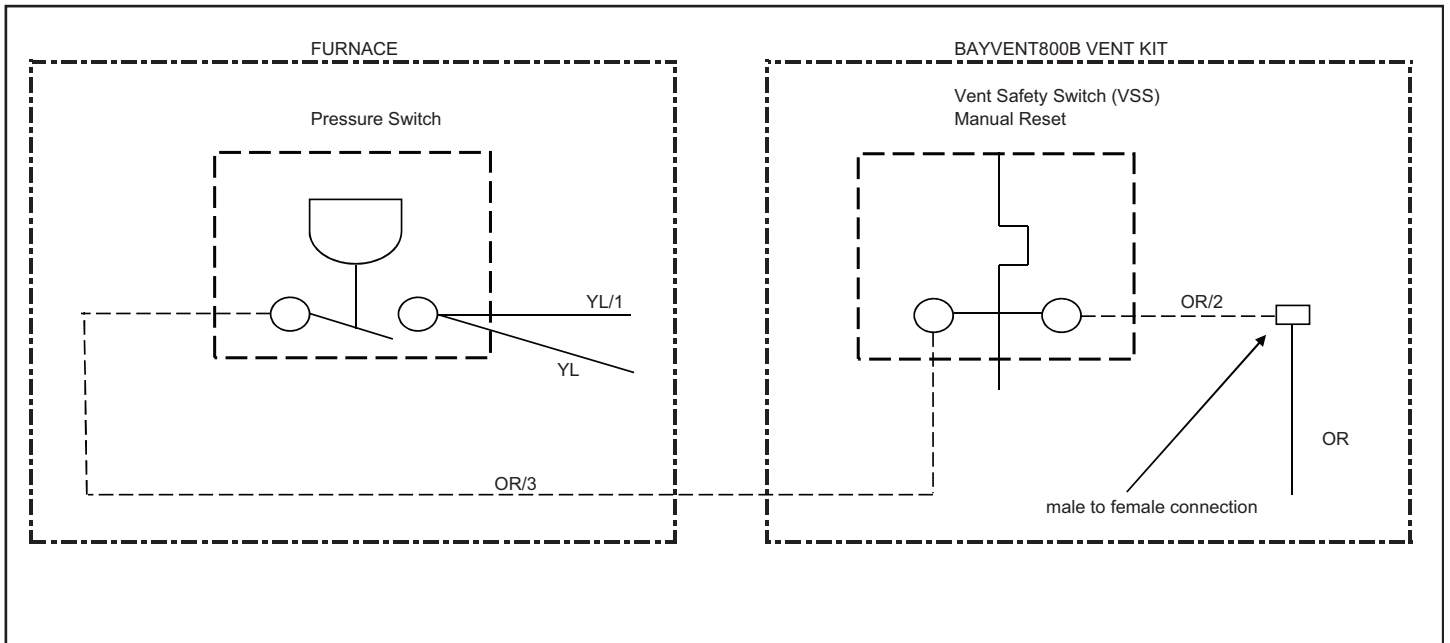 FURNACE
BAYVENT800B VENT KIT
Pressure Switch
Vent Safety Switch (VSS)
Manual Reset
YL/1
YL
OR/3
OR/2
OR
male to female connection